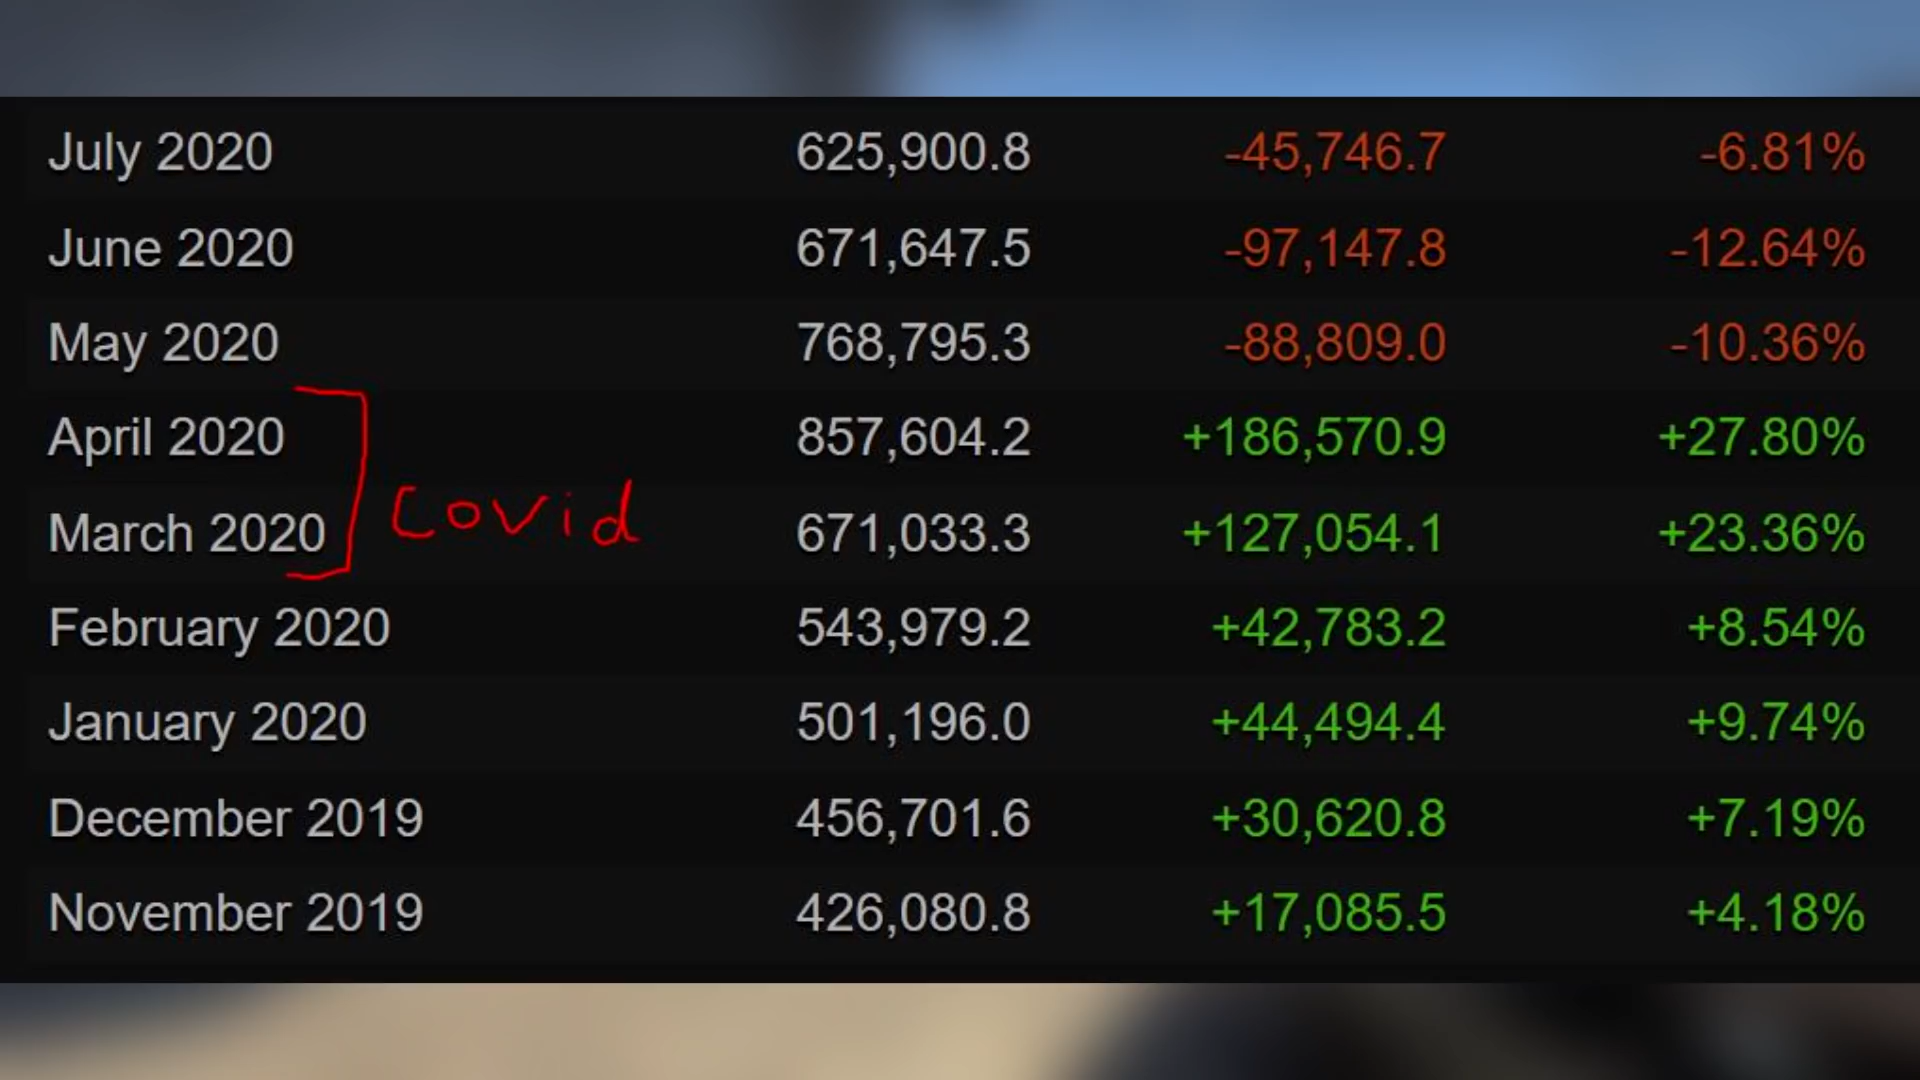 July 2020 625,900.8 -45,746.7 -6.81%
June 2020 671,647.5 -97,147.8 -12.64%
May 2020 768,795.3 -88,809.0 -10.36%
April 2020 857,604.2 +186,570.9 +27.80%
March 2020 671,033.3 +127,054.1 +23.36%
Covid
February 2020 543,979.2 +42,783.2 +8.54%
January 2020 501,196.0 +44,494.4 +9.74%
December 2019 456,701.6 +30,620.8 +7.19%
November 2019 426,080.8 +17,085.5 +4.18%